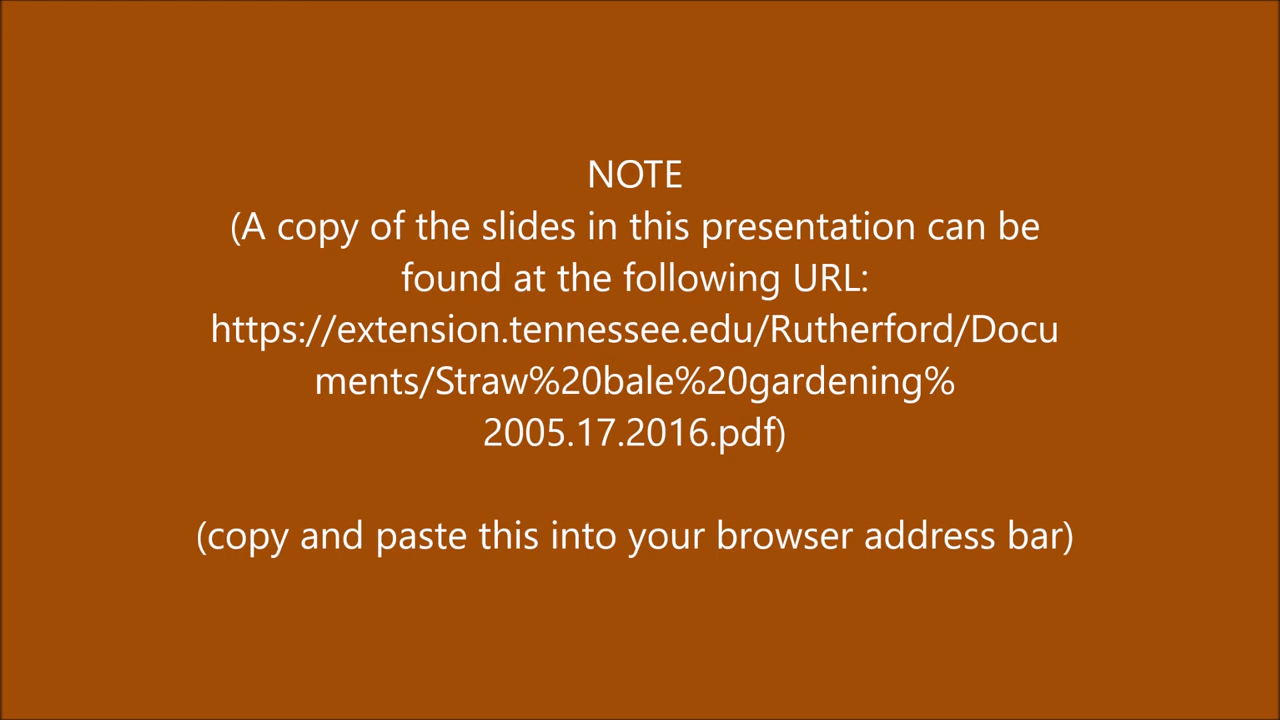 NOTE
(A copy of the slides in this presentation can be
found at the following URL:
https://extension.tennessee.edu/Rutherford/Docu
ments/Straw%20bale%20gardening%
2005.17.2016.pdf)
(copy and paste this into your browser address bar)